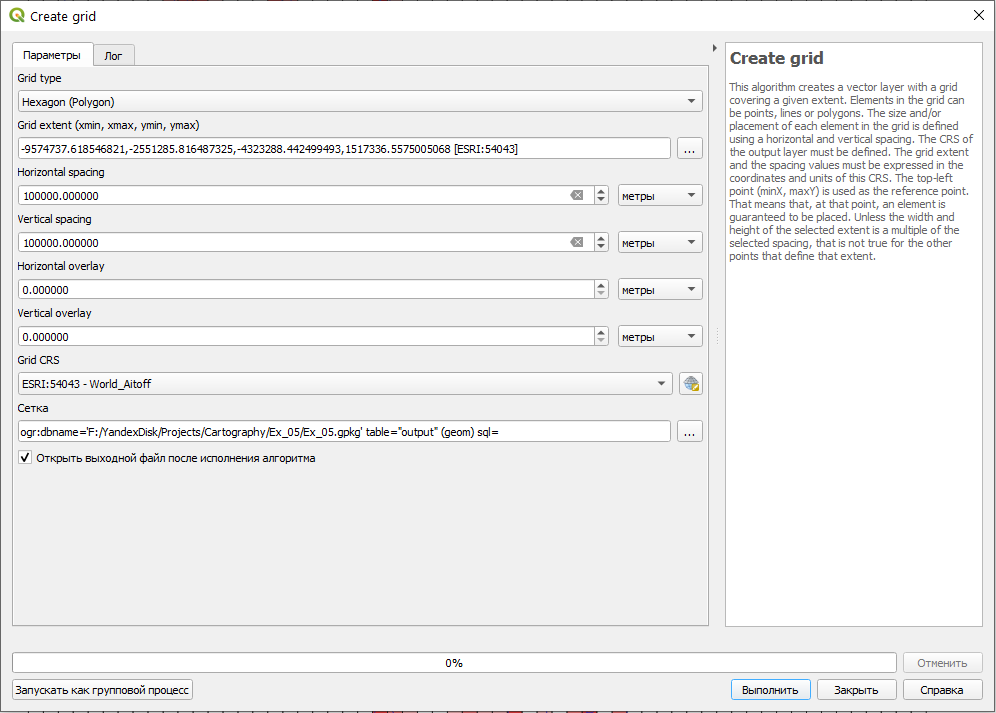 Create grid
Параметры
Лог
Grid type
Hexagon (Polygon)
Grid extent (xmin, xmax, ymin, ymax)
-9574737.618546821,-2551285.816487325,-4323288.442499493,1517336.5575005068 [ESRI:54043]
...
Horizontal spacing
100000.000000
метры
Vertical spacing
100000.000000
метры
Horizontal overlay
0.000000
метры
Vertical overlay
0.000000
метры
Grid CRS
ESRI:54043 - World_Aitoff
Сетка
ogr:dbname='F:/YandexDisk/Projects/Cartography/Ex_05/Ex_05.gpkg' table="output" (geom) sql=
...
Открыть выходной файл после исполнения алгоритма
Create grid
This algorithm creates a vector layer with a grid
covering a given extent. Elements in the grid can
be points, lines or polygons. The size and/or
placement of each element in the grid is defined
using a horizontal and vertical spacing. The CRS of
the output layer must be defined. The grid extent
and the spacing values must be expressed in the
coordinates and units of this CRS. The top-left
point (minX, maxY) is used as the reference point.
That means that, at that point, an element is
guaranteed to be placed. Unless the width and
height of the selected extent is a multiple of the
selected spacing, that is not true for the other
points that define that extent.
0%
Отменить
Запускать как групповой процесс
Выполнить
Закрыть
Справка